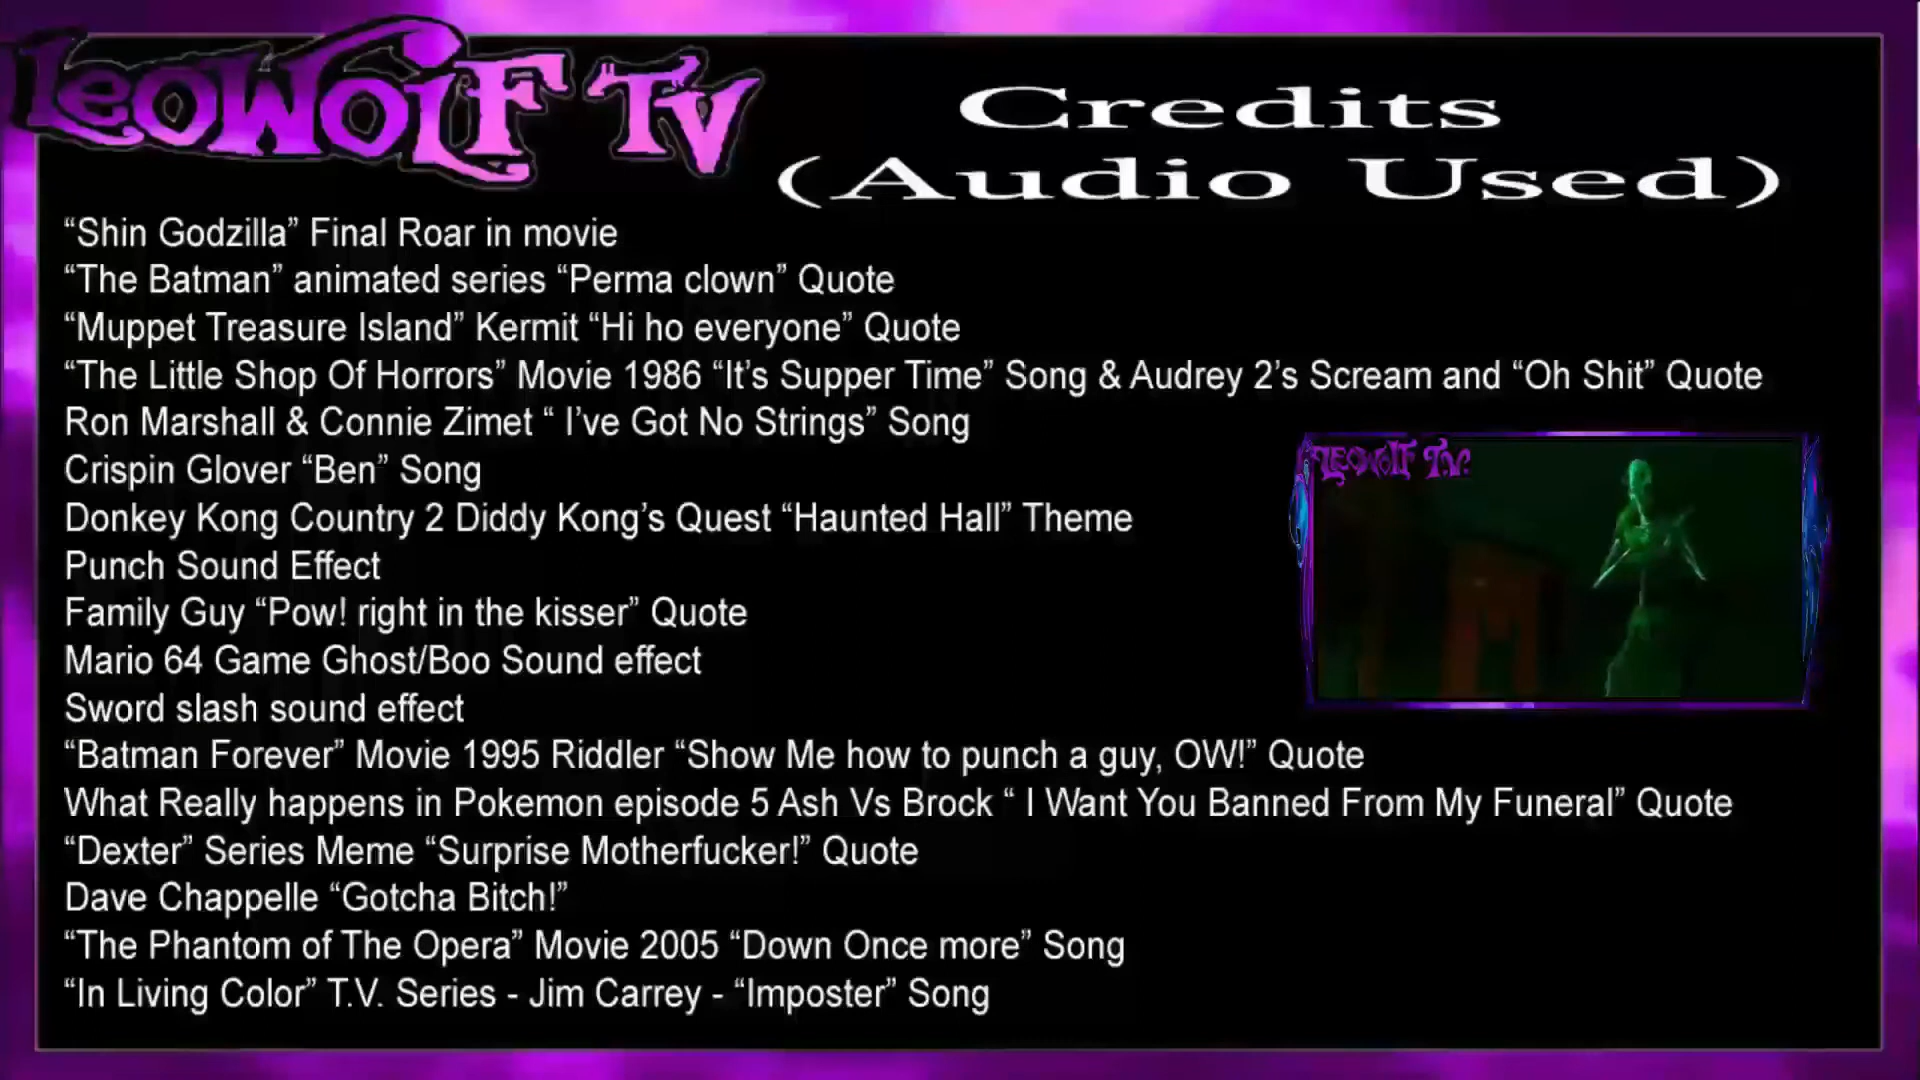 LeoWolf TV
Credits
(Audio Used)
“Shin Godzilla” Final Roar in movie
“The Batman” animated series “Perma clown” Quote
“Muppet Treasure Island” Kermit “Hi ho everyone” Quote
“The Little Shop Of Horrors” Movie 1986 “It’s Supper Time” Song & Audrey 2’s Scream and “Oh Shit” Quote
Ron Marshall & Connie Zimet “ I’ve Got No Strings” Song
Crispin Glover “Ben” Song
Donkey Kong Country 2 Diddy Kong’s Quest “Haunted Hall” Theme
Punch Sound Effect
Family Guy “Pow! right in the kisser” Quote
Mario 64 Game Ghost/Boo Sound effect
Sword slash sound effect
“Batman Forever” Movie 1995 Riddler “Show Me how to punch a guy, OW!” Quote
What Really happens in Pokemon episode 5 Ash Vs Brock “ I Want You Banned From My Funeral” Quote
“Dexter” Series Meme “Surprise Motherfucker!” Quote
Dave Chappelle “Gotcha Bitch!”
“The Phantom of The Opera” Movie 2005 “Down Once more” Song
“In Living Color” T.V. Series - Jim Carrey - “Imposter” Song
LEOWOLF T.V.